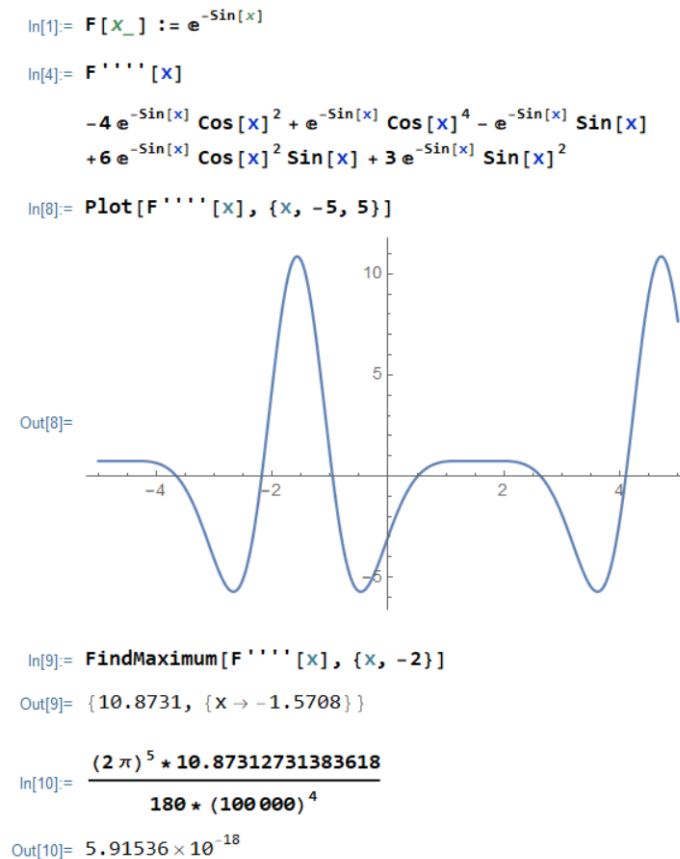 In[1]:= F[x_] := e^-Sin[x]
In[4]:= F''''[x]
-4 e^-Sin[x] Cos[x]^2 + e^-Sin[x] Cos[x]^4 - e^-Sin[x] Sin[x]
+6 e^-Sin[x] Cos[x]^2 Sin[x] + 3 e^-Sin[x] Sin[x]^2
In[8]:= Plot[F''''[x], {x, -5, 5}]
10
5
Out[8]=
-4 -2 2 4
-5
In[9]:= FindMaximum[F''''[x], {x, -2}]
Out[9]= {10.8731, {x → -1.5708}}
(2 π)^5 * 10.87312731383618
In[10]:=
180 * (100 000)^4
Out[10]= 5.91536 × 10^-18